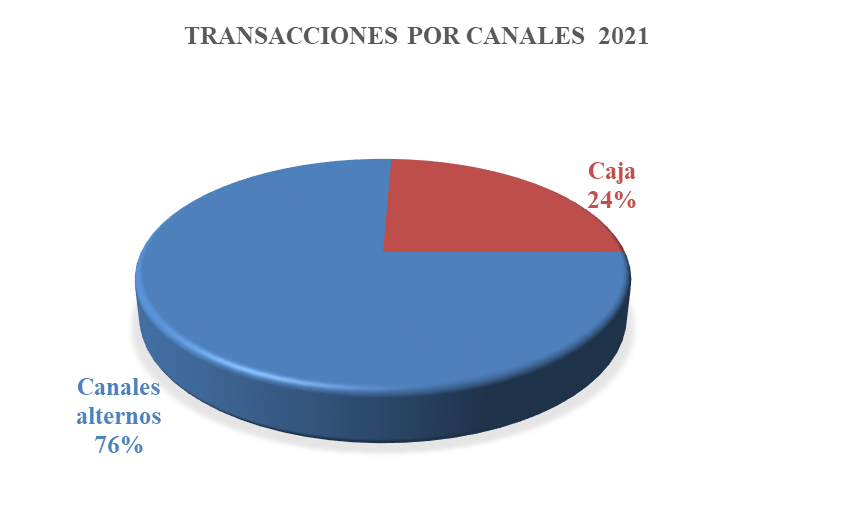 TRANSACCIONES POR CANALES 2021
Caja
24%
Canales
alternos
76%